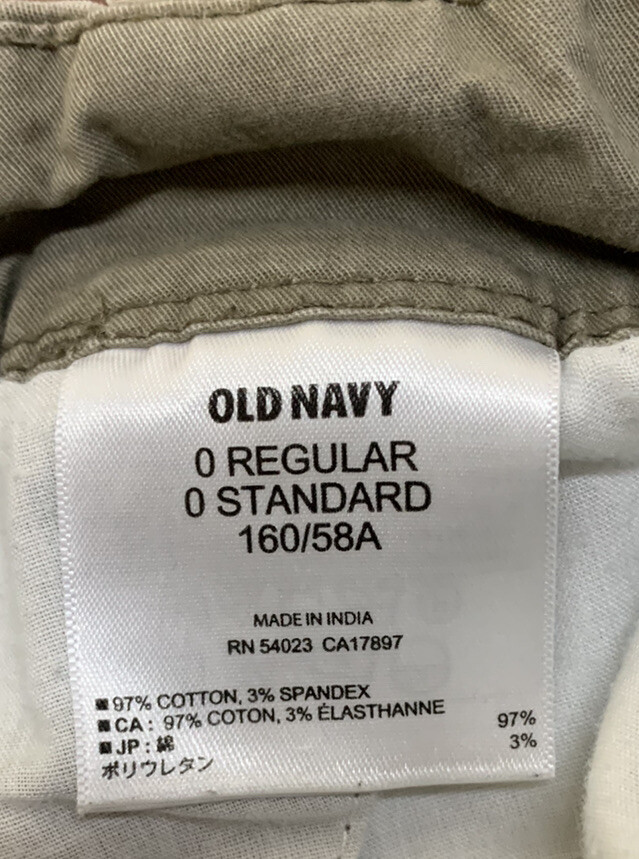 OLD NAVY
0 REGULAR
0 STANDARD
160/58A
MADE IN INDIA
RN 54023 CA17897
■97% COTTON, 3% SPANDEX
■CA : 97% COTON, 3% ÉLASTHANNE
■JP : 綿 97%
ポリウレタン 3%